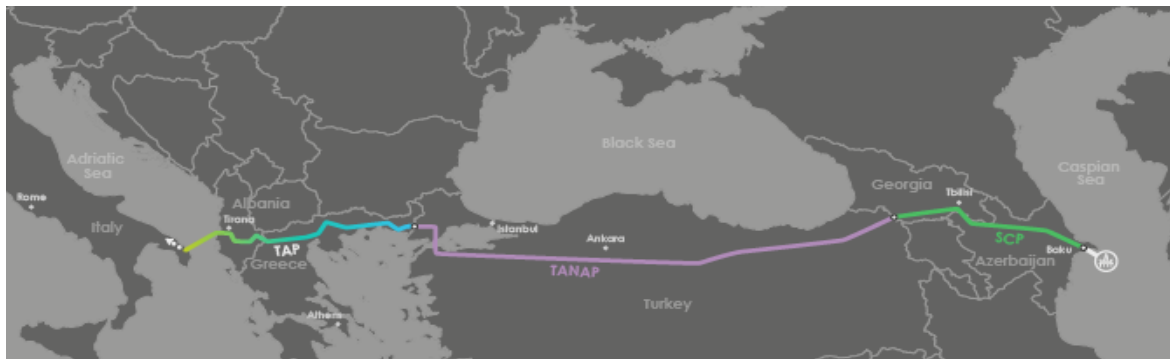 Black Sea
Adriatic
Sea
Caspian
Sea
Georgia
Tbilisi
Rome
Albania
Tirana
Italy
Istanbul
Ankara
SCP
Baku
TAP
Greece
Azerbaijan
TANAP
Turkey
Athens